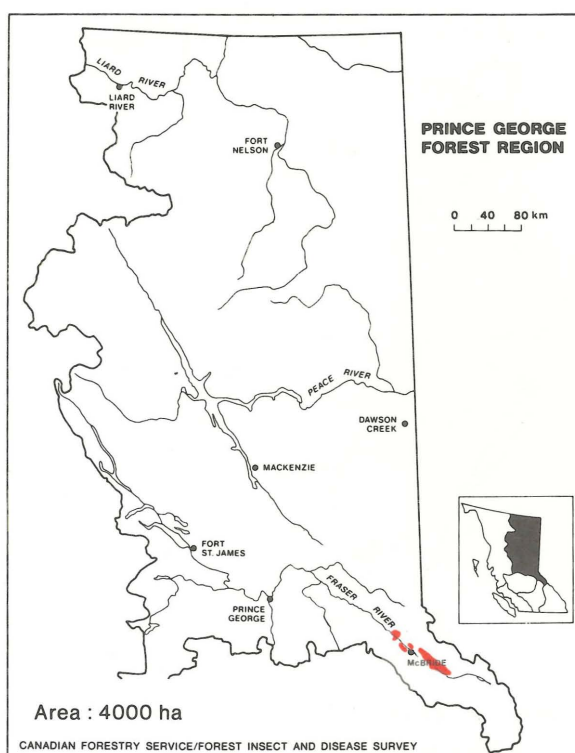 LIARD
RIVER
LIARD
RIVER
FORT
NELSON
PRINCE GEORGE
FOREST REGION
0 40 80 km
PEACE RIVER
DAWSON
CREEK
MACKENZIE
FORT
ST. JAMES
FRASER
RIVER
PRINCE
GEORGE
McBRIDE
Area : 4000 ha
CANADIAN FORESTRY SERVICE/FOREST INSECT AND DISEASE SURVEY